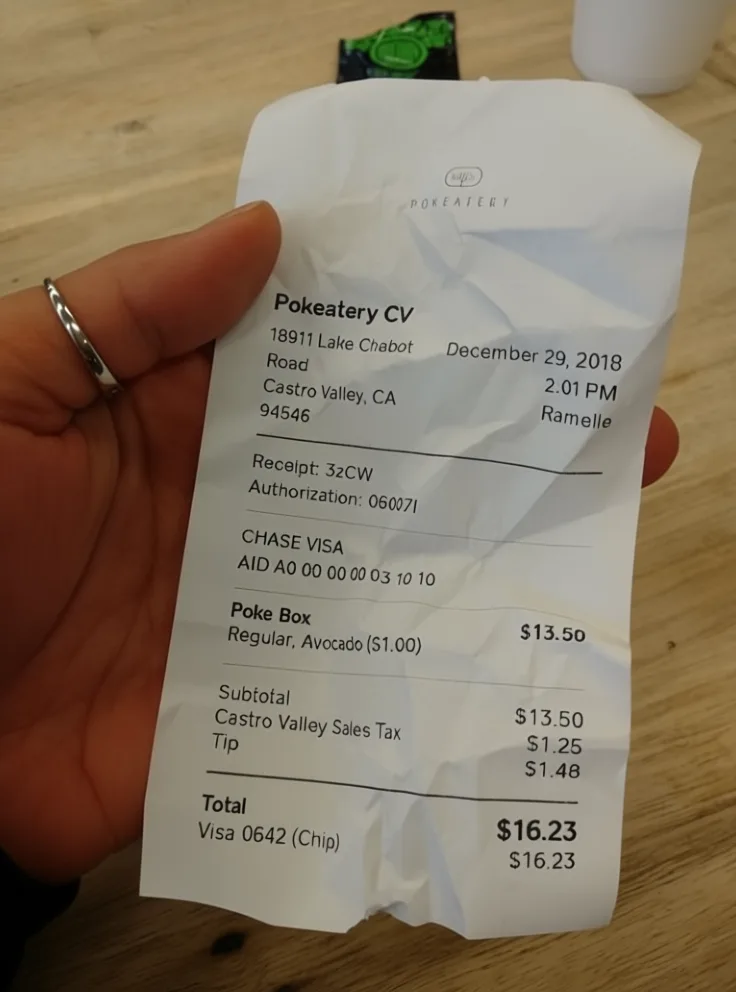 POKEATERY
Pokeatery CV
18911 Lake Chabot
Road
Castro Valley, CA
94546
December 29, 2018
2.01 PM
Ramelle
Receipt: 32CW
Authorization: 060071
CHASE VISA
AID A0 00 00 00 03 10 10
Poke Box $13.50
Regular, Avocado ($1.00)
Subtotal $13.50
Castro Valley Sales Tax $1.25
Tip $1.48
Total $16.23
Visa 0642 (Chip) $16.23